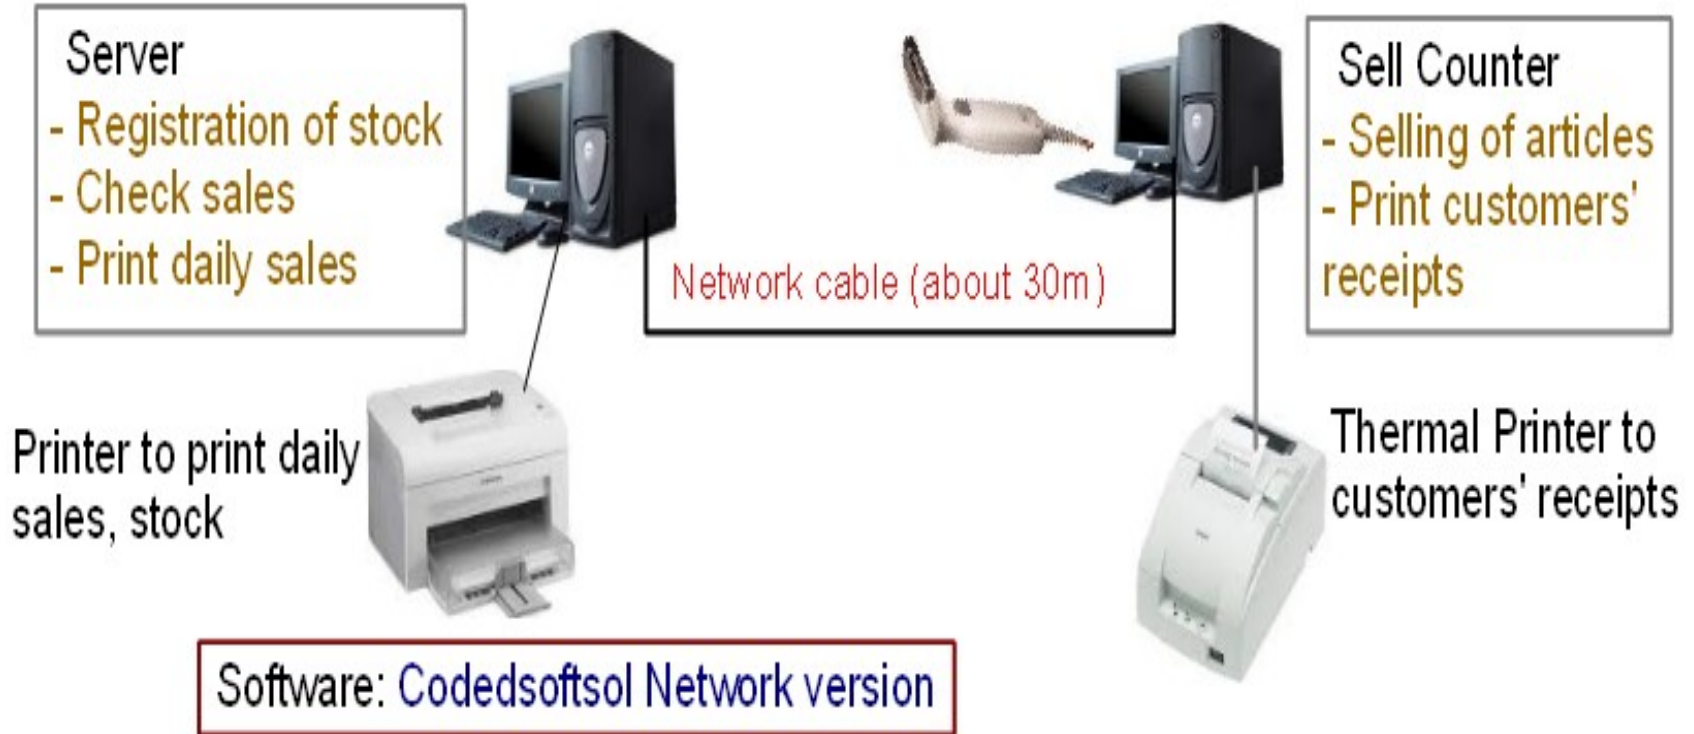 Server
- Registration of stock
- Check sales
- Print daily sales
Sell Counter
- Selling of articles
- Print customers'
receipts
Network cable (about 30m)
Printer to print daily
sales, stock
Thermal Printer to
customers' receipts
Software: Codedsoftsol Network version